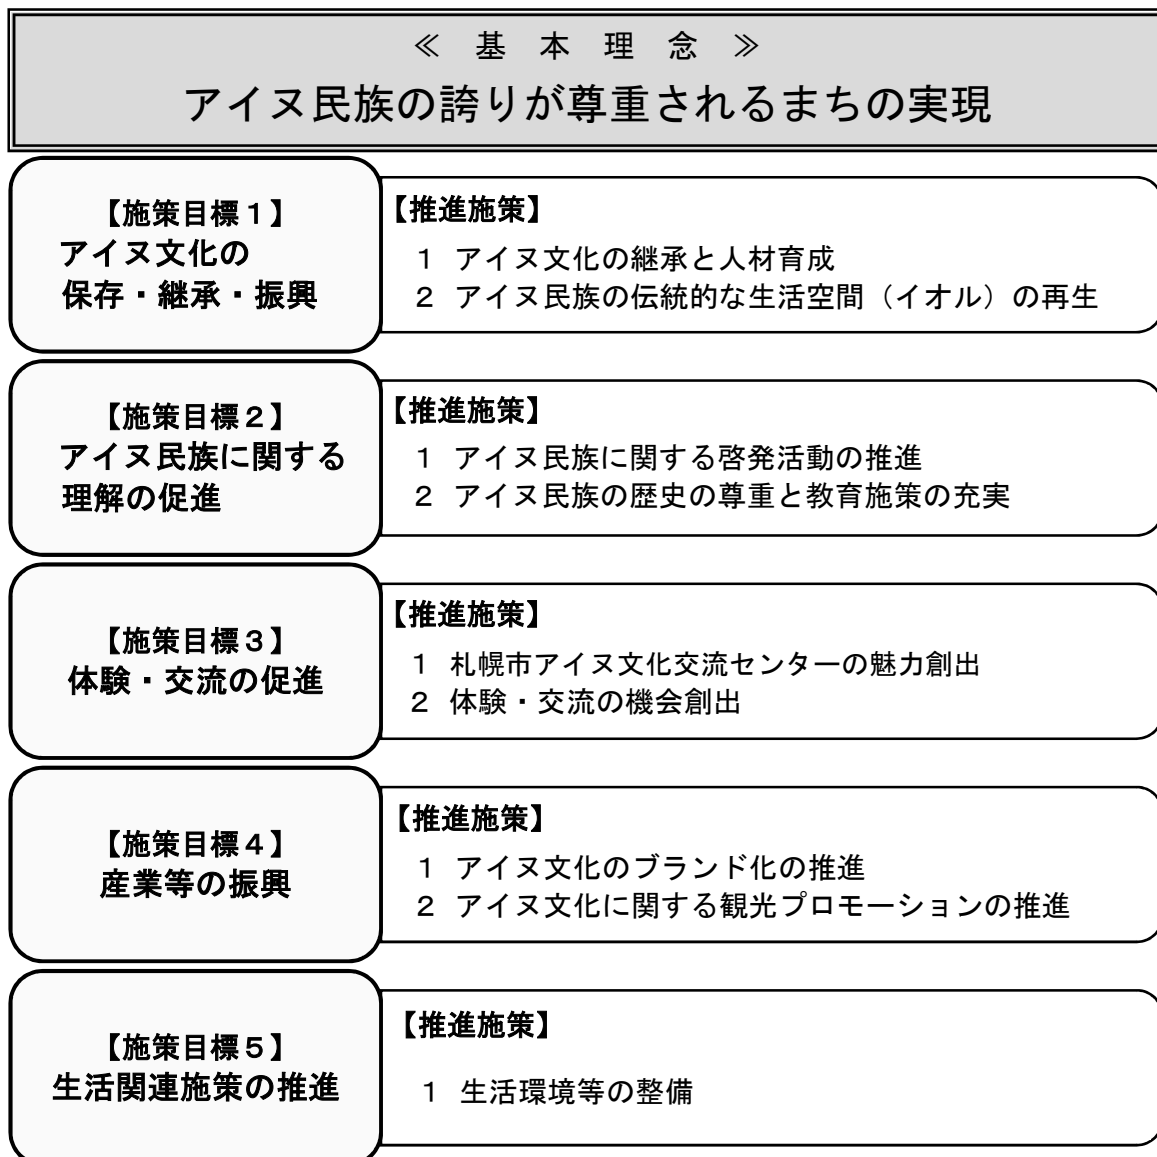 ≪ 基 本 理 念 ≫
アイヌ民族の誇りが尊重されるまちの実現
【施策目標１】
アイヌ文化の
保存・継承・振興
【推進施策】
１ アイヌ文化の継承と人材育成
２ アイヌ民族の伝統的な生活空間（イオル）の再生
【施策目標２】
アイヌ民族に関する
理解の促進
【推進施策】
１ アイヌ民族に関する啓発活動の推進
２ アイヌ民族の歴史の尊重と教育施策の充実
【施策目標３】
体験・交流の促進
【推進施策】
１ 札幌市アイヌ文化交流センターの魅力創出
２ 体験・交流の機会創出
【施策目標４】
産業等の振興
【推進施策】
１ アイヌ文化のブランド化の推進
２ アイヌ文化に関する観光プロモーションの推進
【施策目標５】
生活関連施策の推進
【推進施策】
１ 生活環境等の整備